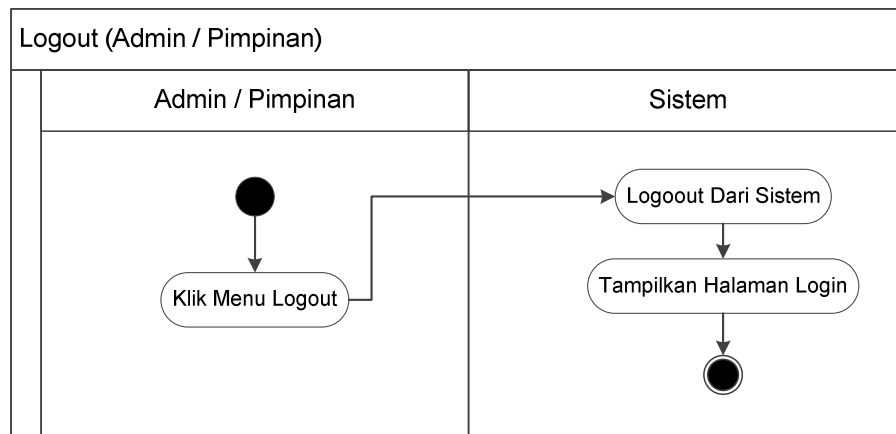 Logout (Admin / Pimpinan)
Admin / Pimpinan
Sistem
Logoout Dari Sistem
Klik Menu Logout
Tampilkan Halaman Login